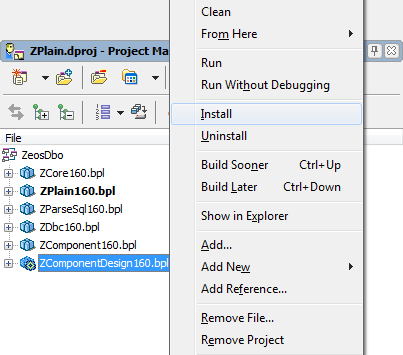 Clean
From Here
ZPlain.dproj - Project Ma
Run
Run Without Debugging
Install
Uninstall
File
ZeosDbo
ZCore160.bpl
ZPlain160.bpl
ZParseSql160.bpl
ZDbc160.bpl
ZComponent160.bpl
ZComponentDesign160.bpl
Build Sooner Ctrl+Up
Build Later Ctrl+Down
Show in Explorer
Add...
Add New
Add Reference...
Remove File...
Remove Project